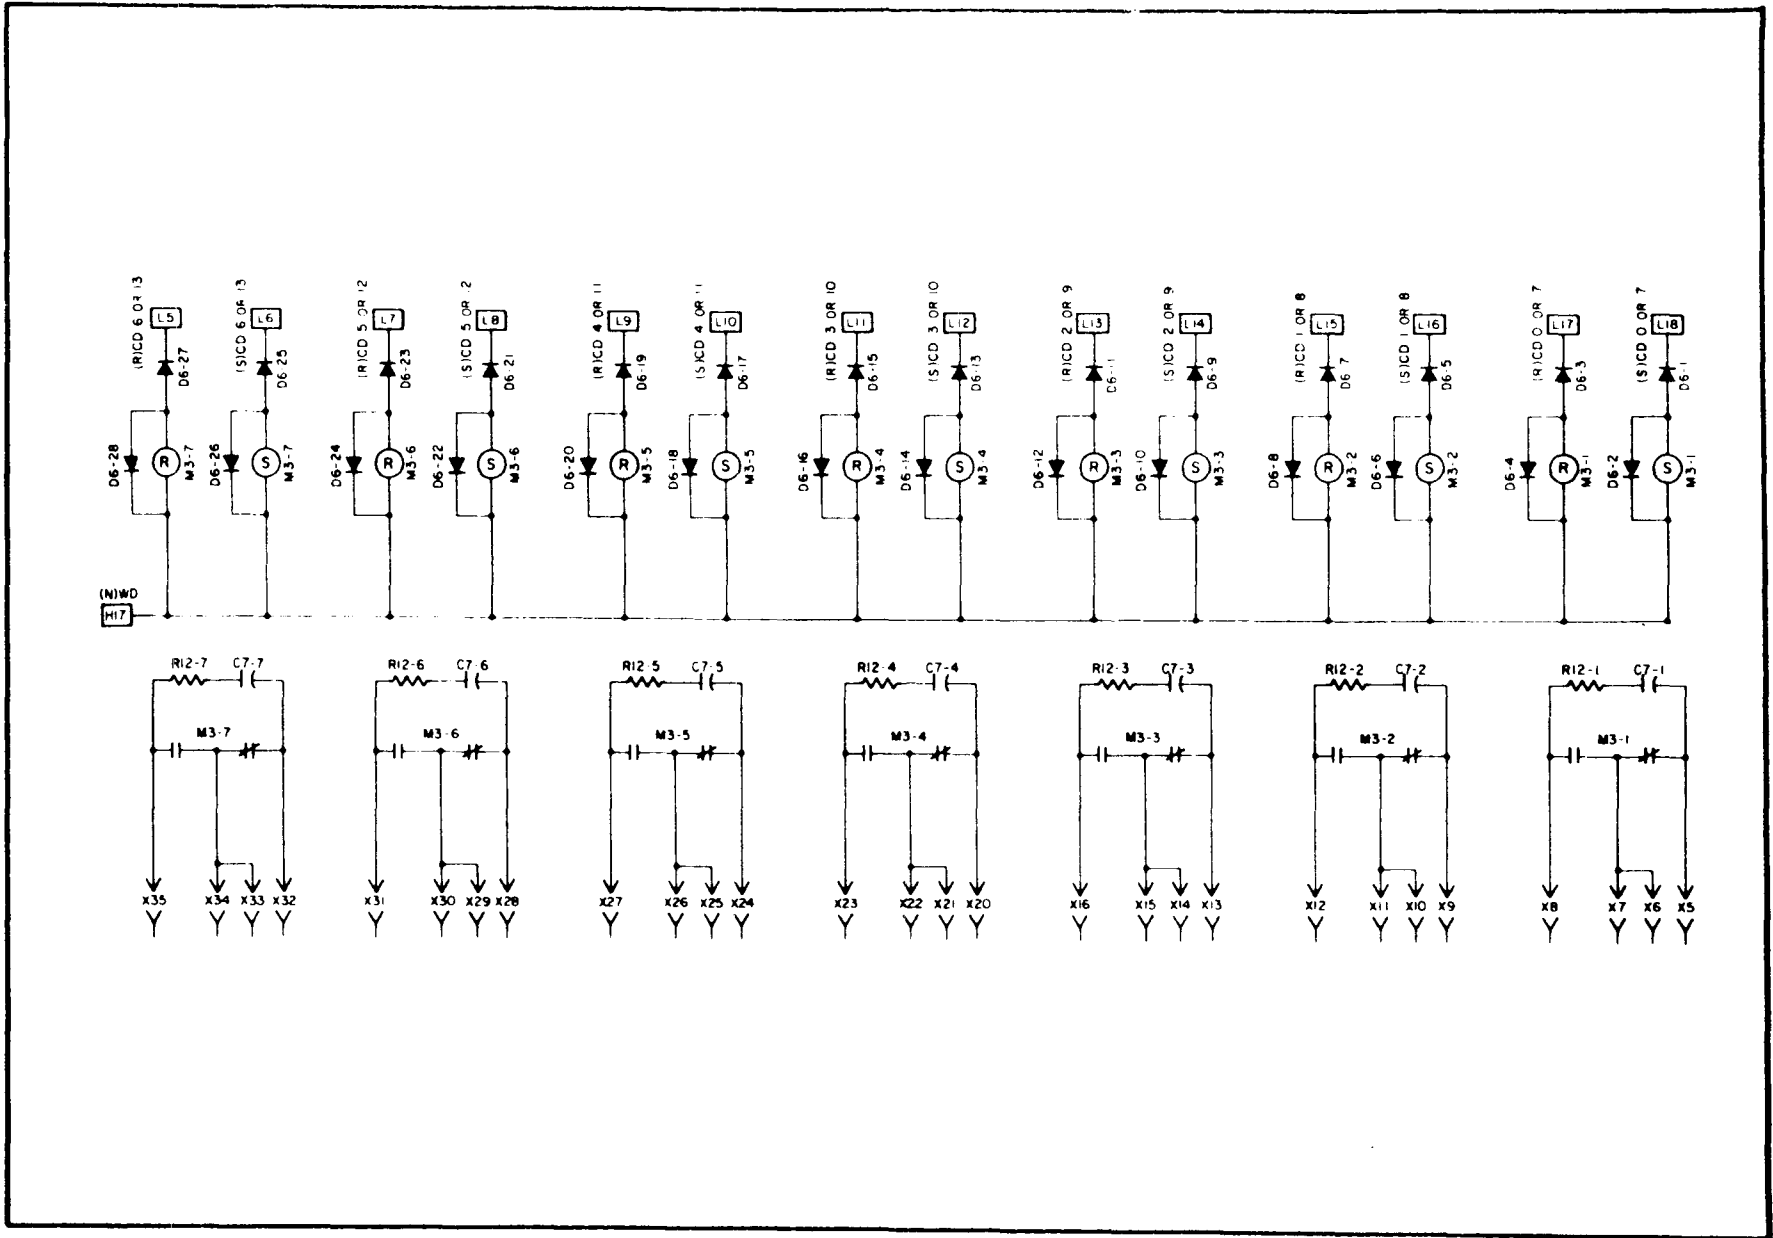 (R)CD 6 OR 13
L5
D6-27
D6-28
R
M3-7
(S)CD 6 OR 13
L6
D6-25
D6-26
S
M3-7
(R)CD 5 OR 12
L7
D6-23
D6-24
R
M3-6
(S)CD 5 OR 12
L8
D6-21
D6-22
S
M3-6
(R)CD 4 OR 11
L9
D6-19
D6-20
R
M3-5
(S)CD 4 OR 11
L10
D6-17
D6-18
S
M3-5
(R)CD 3 OR 10
L11
D6-15
D6-16
R
M3-4
(S)CD 3 OR 10
L12
D6-13
D6-14
S
M3-4
(R)CD 2 OR 9
L13
D6-11
D6-12
R
M3-3
(S)CD 2 OR 9
L14
D6-9
D6-10
S
M3-3
(R)CD 1 OR 8
L15
D6-7
D6-8
R
M3-2
(S)CD 1 OR 8
L16
D6-5
D6-6
S
M3-2
(R)CD 0 OR 7
L17
D6-3
D6-4
R
M3-1
(S)CD 0 OR 7
L18
D6-1
D6-2
S
M3-1
(N)WD
H17
R12-7 C7-7
M3-7
X35 X34 X33 X32
R12-6 C7-6
M3-6
X31 X30 X29 X28
R12-5 C7-5
M3-5
X27 X26 X25 X24
R12-4 C7-4
M3-4
X23 X22 X21 X20
R12-3 C7-3
M3-3
X16 X15 X14 X13
R12-2 C7-2
M3-2
X12 X11 X10 X9
R12-1 C7-1
M3-1
X8 X7 X6 X5